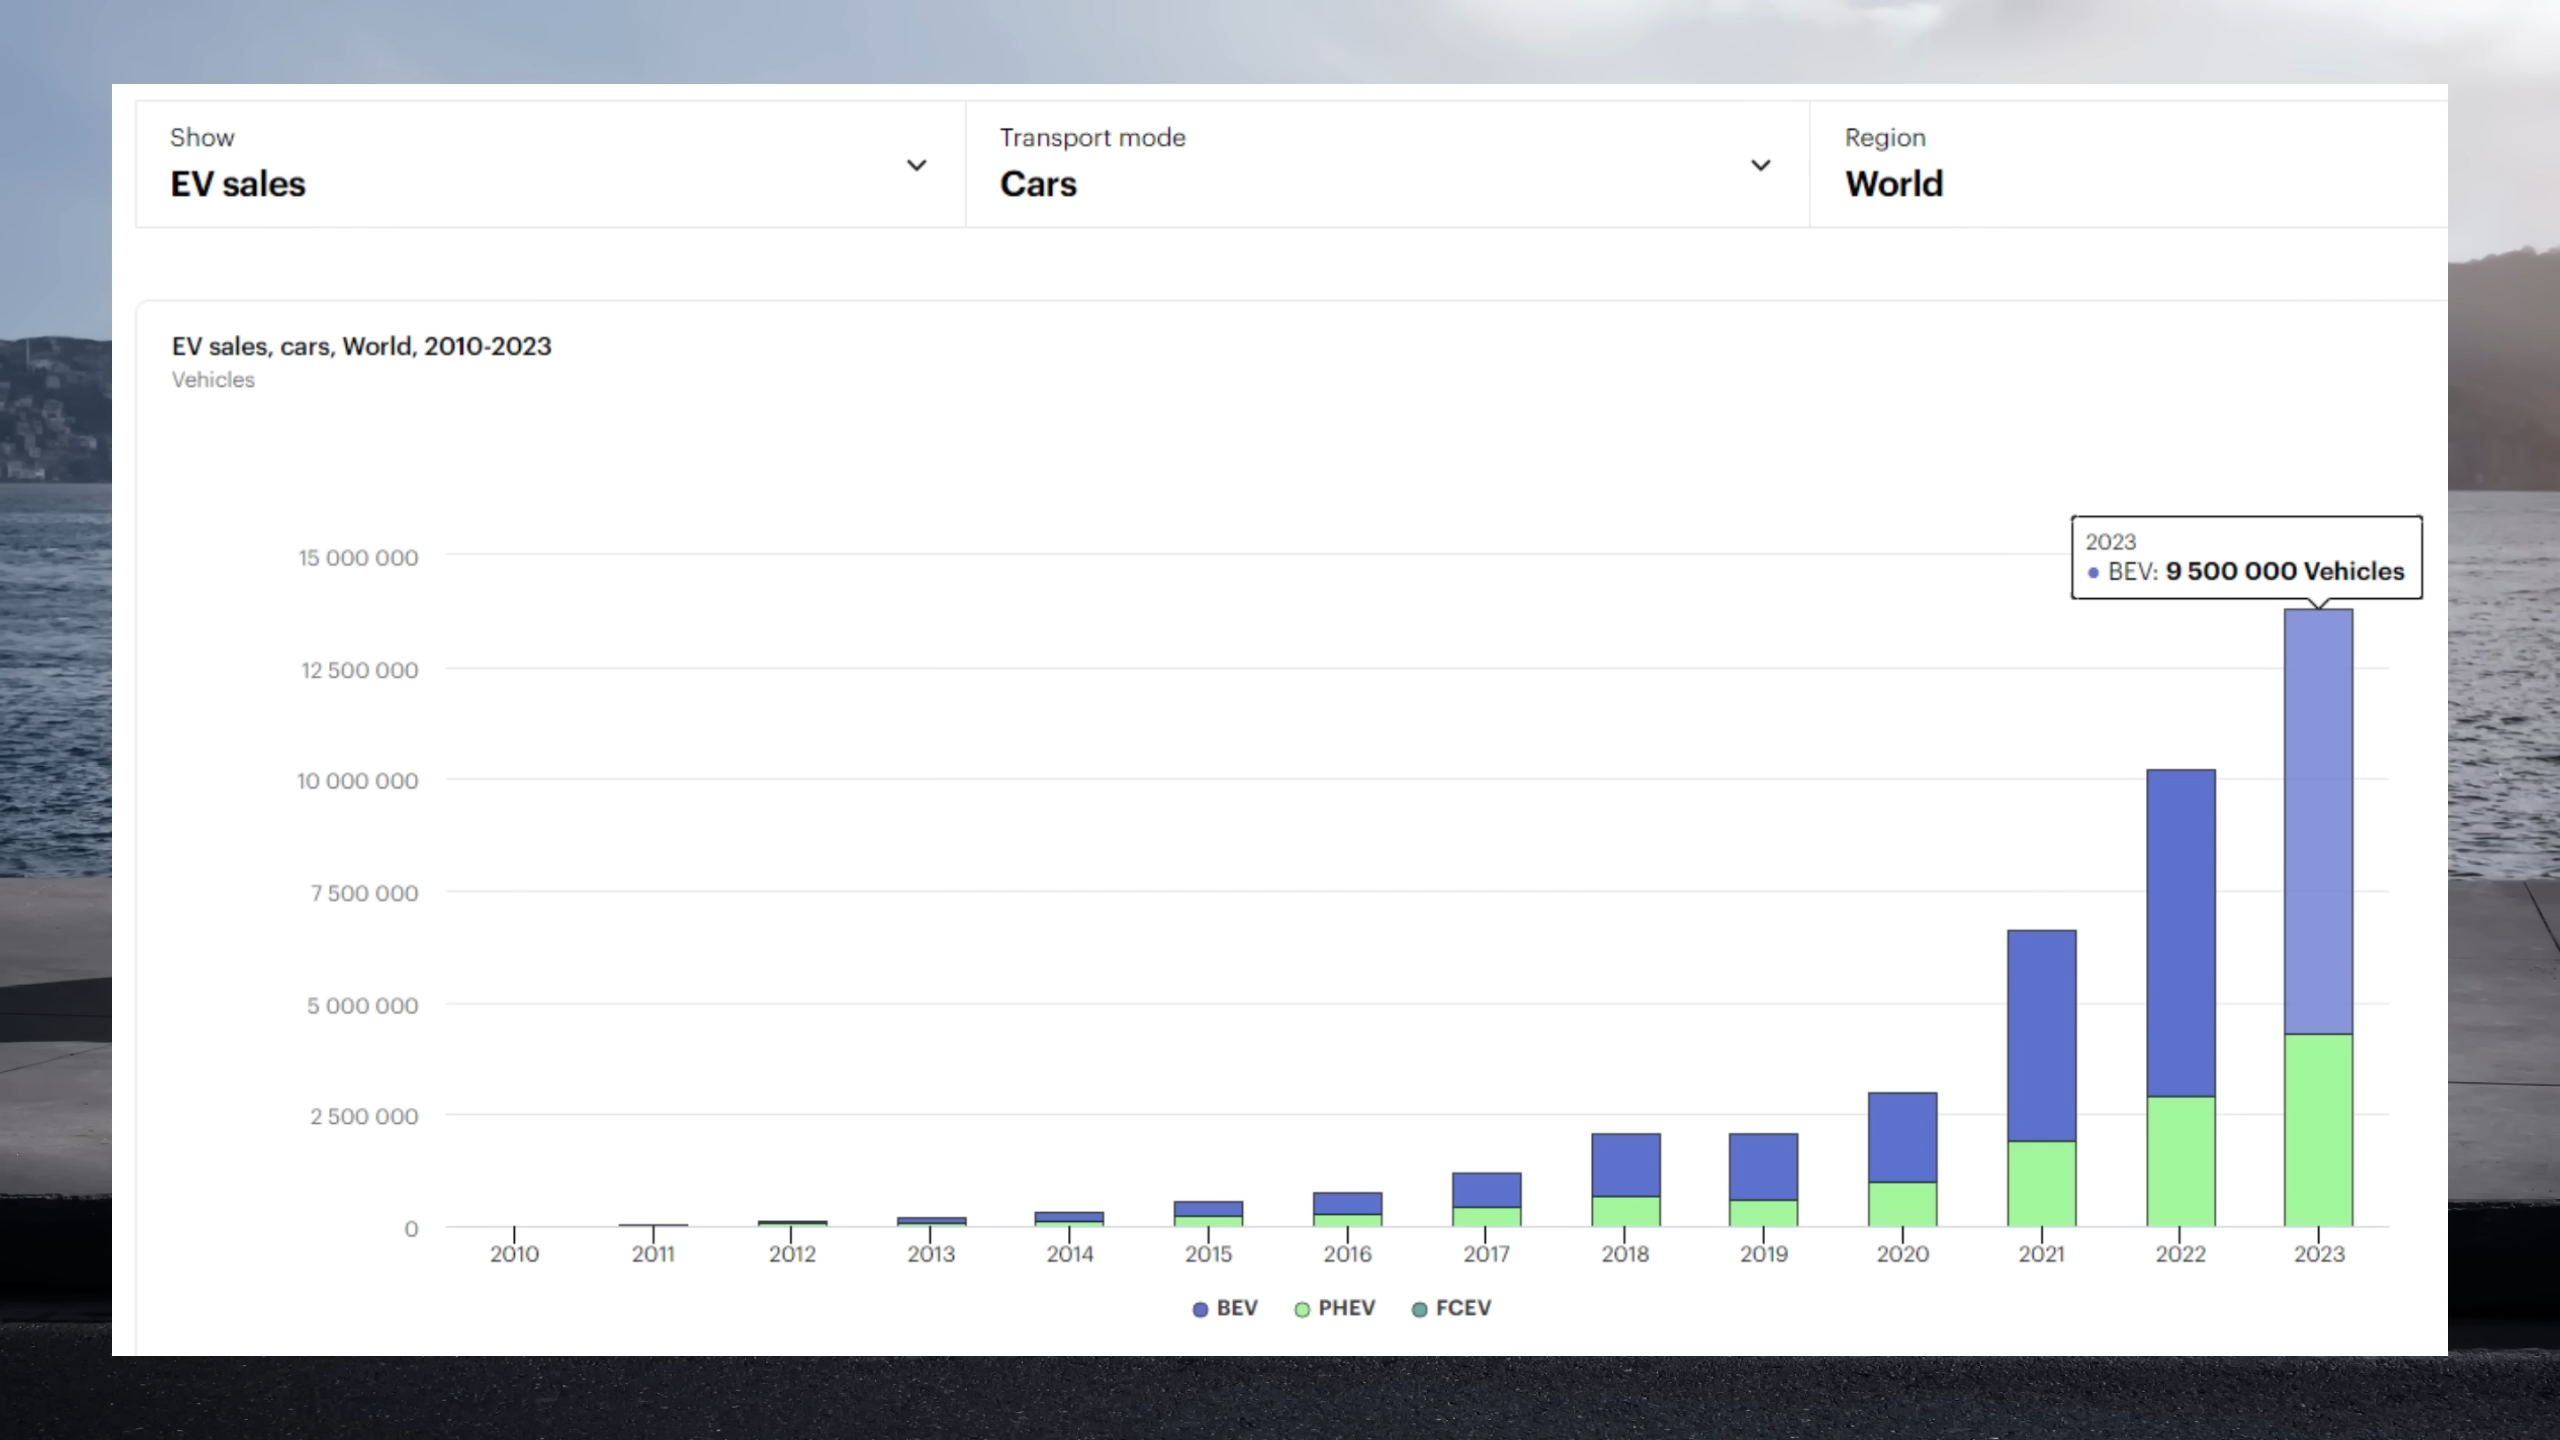 Show
EV sales
Transport mode
Cars
Region
World
EV sales, cars, World, 2010-2023
Vehicles
2023
BEV: 9 500 000 Vehicles
15 000 000
12 500 000
10 000 000
7 500 000
5 000 000
2 500 000
0
2010 2011 2012 2013 2014 2015 2016 2017 2018 2019 2020 2021 2022 2023
BEV PHEV FCEV